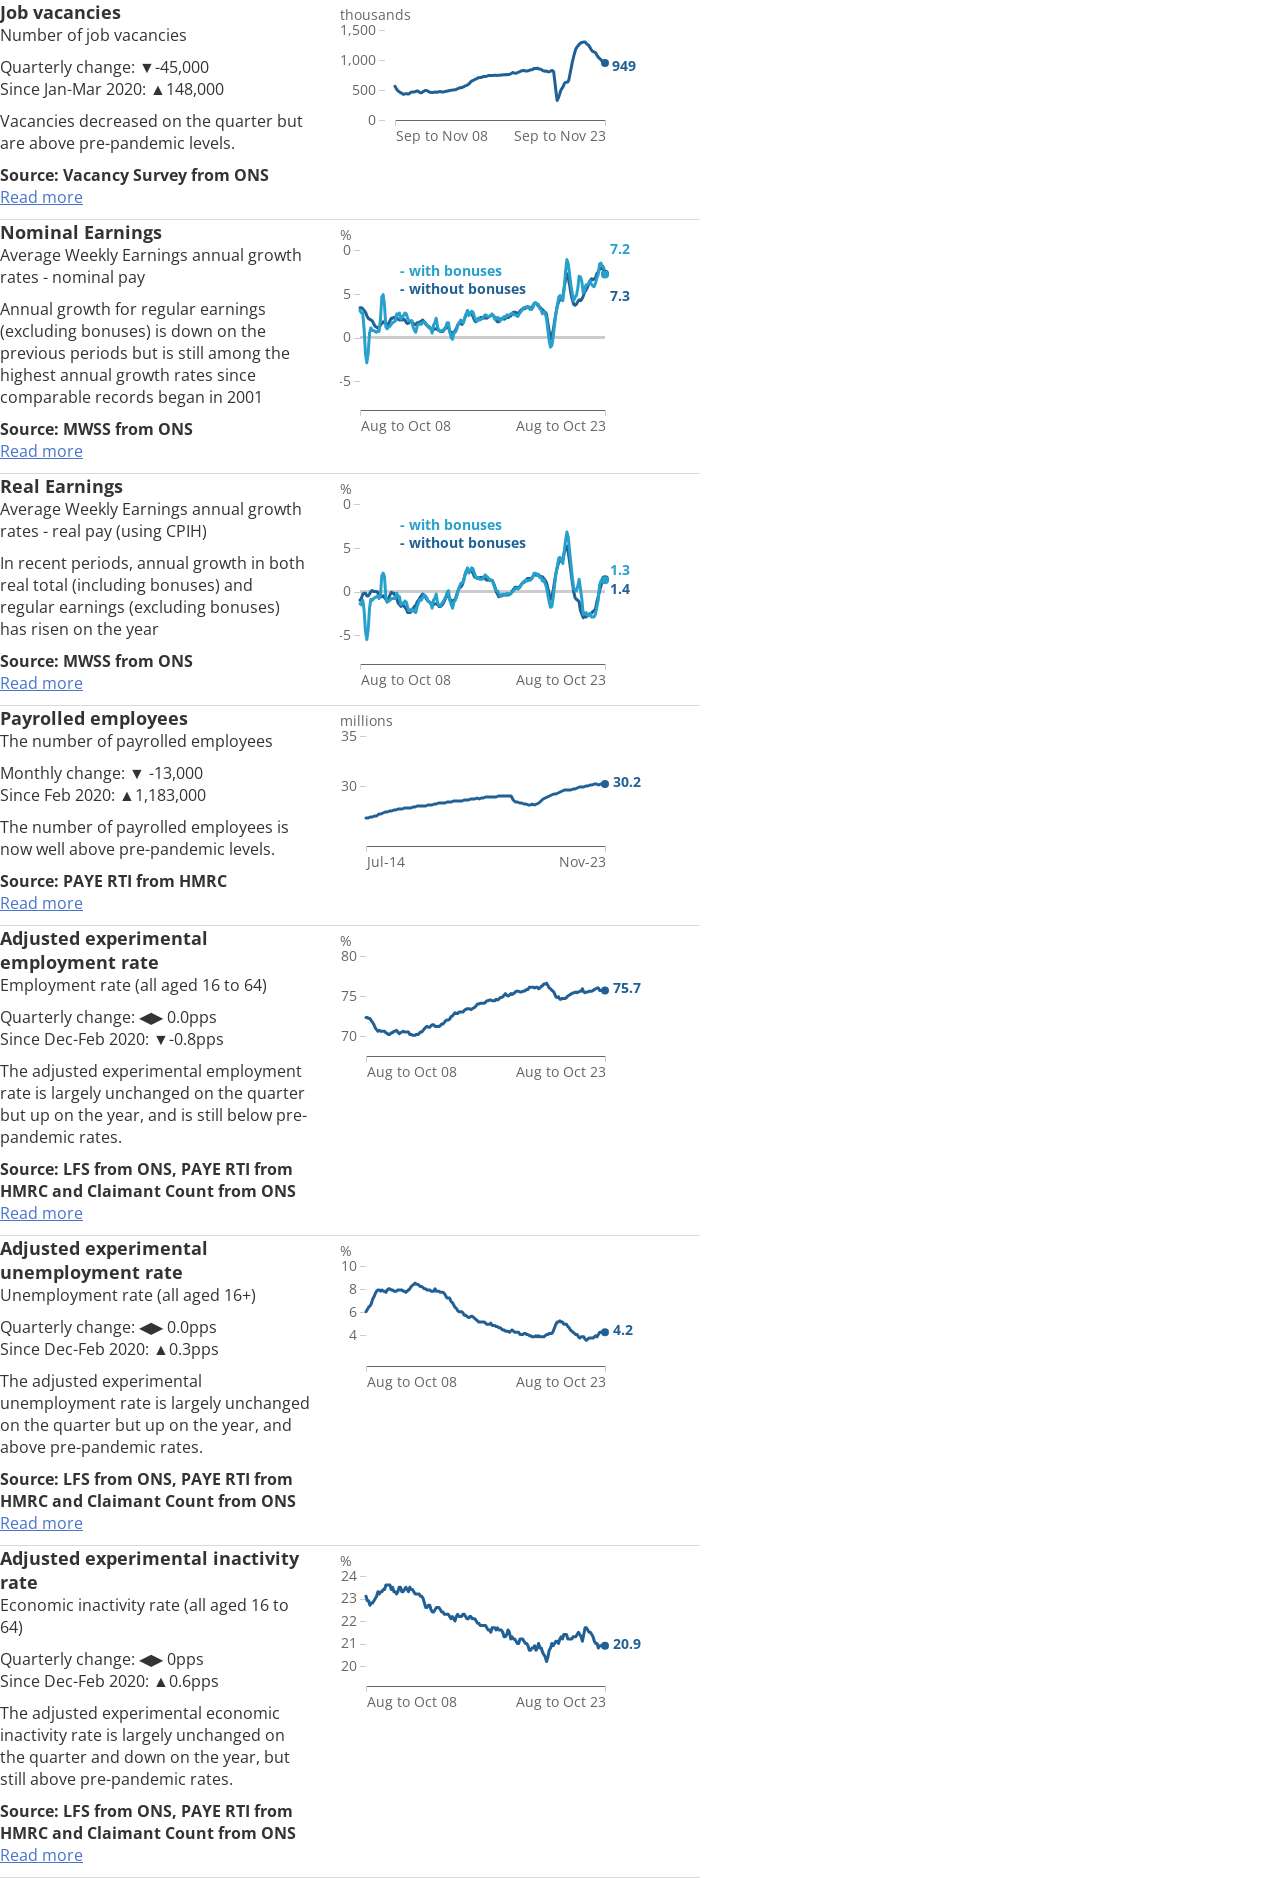 Job vacancies
Number of job vacancies
Quarterly change: ▼-45,000
Since Jan-Mar 2020: ▲148,000
Vacancies decreased on the quarter but
are above pre-pandemic levels.
Source: Vacancy Survey from ONS
Read more
thousands
1,500
1,000
500
0
949
Sep to Nov 08
Sep to Nov 23
Nominal Earnings
Average Weekly Earnings annual growth
rates - nominal pay
Annual growth for regular earnings
(excluding bonuses) is down on the
previous periods but is still among the
highest annual growth rates since
comparable records began in 2001
Source: MWSS from ONS
Read more
%
0
5
0
-5
- with bonuses
- without bonuses
7.2
7.3
Aug to Oct 08
Aug to Oct 23
Real Earnings
Average Weekly Earnings annual growth
rates - real pay (using CPIH)
In recent periods, annual growth in both
real total (including bonuses) and
regular earnings (excluding bonuses)
has risen on the year
Source: MWSS from ONS
Read more
%
0
5
0
-5
- with bonuses
- without bonuses
1.3
1.4
Aug to Oct 08
Aug to Oct 23
Payrolled employees
The number of payrolled employees
Monthly change: ▼ -13,000
Since Feb 2020: ▲1,183,000
The number of payrolled employees is
now well above pre-pandemic levels.
Source: PAYE RTI from HMRC
Read more
millions
35
30
30.2
Jul-14
Nov-23
Adjusted experimental
employment rate
Employment rate (all aged 16 to 64)
Quarterly change: ◀▶ 0.0pps
Since Dec-Feb 2020: ▼-0.8pps
The adjusted experimental employment
rate is largely unchanged on the quarter
but up on the year, and is still below pre-
pandemic rates.
Source: LFS from ONS, PAYE RTI from
HMRC and Claimant Count from ONS
Read more
%
80
75
70
75.7
Aug to Oct 08
Aug to Oct 23
Adjusted experimental
unemployment rate
Unemployment rate (all aged 16+)
Quarterly change: ◀▶ 0.0pps
Since Dec-Feb 2020: ▲0.3pps
The adjusted experimental
unemployment rate is largely unchanged
on the quarter but up on the year, and
above pre-pandemic rates.
Source: LFS from ONS, PAYE RTI from
HMRC and Claimant Count from ONS
Read more
%
10
8
6
4
4.2
Aug to Oct 08
Aug to Oct 23
Adjusted experimental inactivity
rate
Economic inactivity rate (all aged 16 to
64)
Quarterly change: ◀▶ 0pps
Since Dec-Feb 2020: ▲0.6pps
The adjusted experimental economic
inactivity rate is largely unchanged on
the quarter and down on the year, but
still above pre-pandemic rates.
Source: LFS from ONS, PAYE RTI from
HMRC and Claimant Count from ONS
Read more
%
24
23
22
21
20
20.9
Aug to Oct 08
Aug to Oct 23